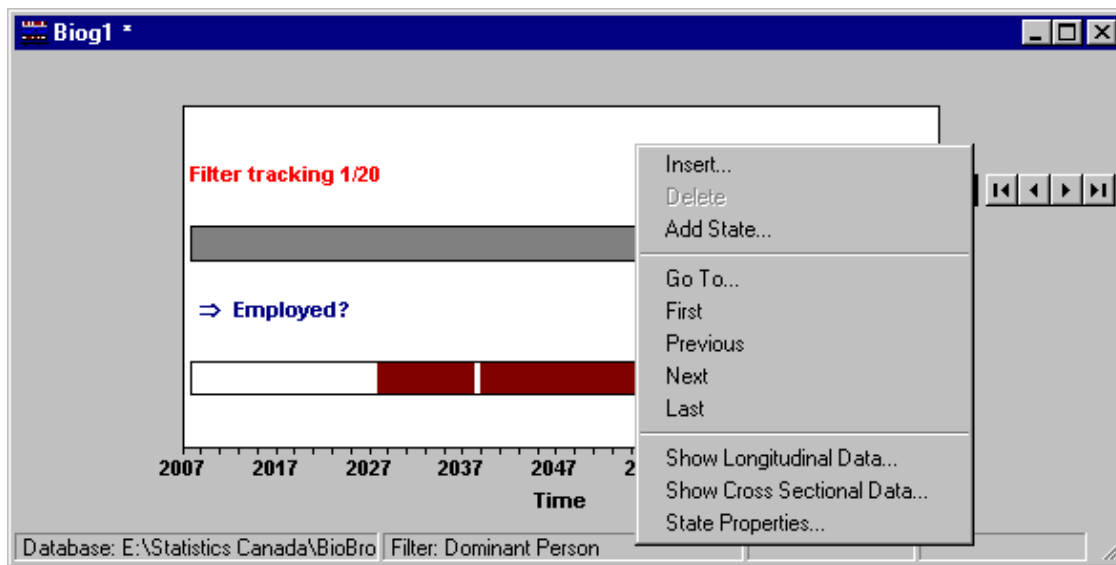 Biog1 *
Filter tracking 1/20
⇒ Employed?
2007 2017 2027 2037 2047 2
Time
Insert...
Delete
Add State...
Go To...
First
Previous
Next
Last
Show Longitudinal Data...
Show Cross Sectional Data...
State Properties...
Database: E:\Statistics Canada\BioBro
Filter: Dominant Person